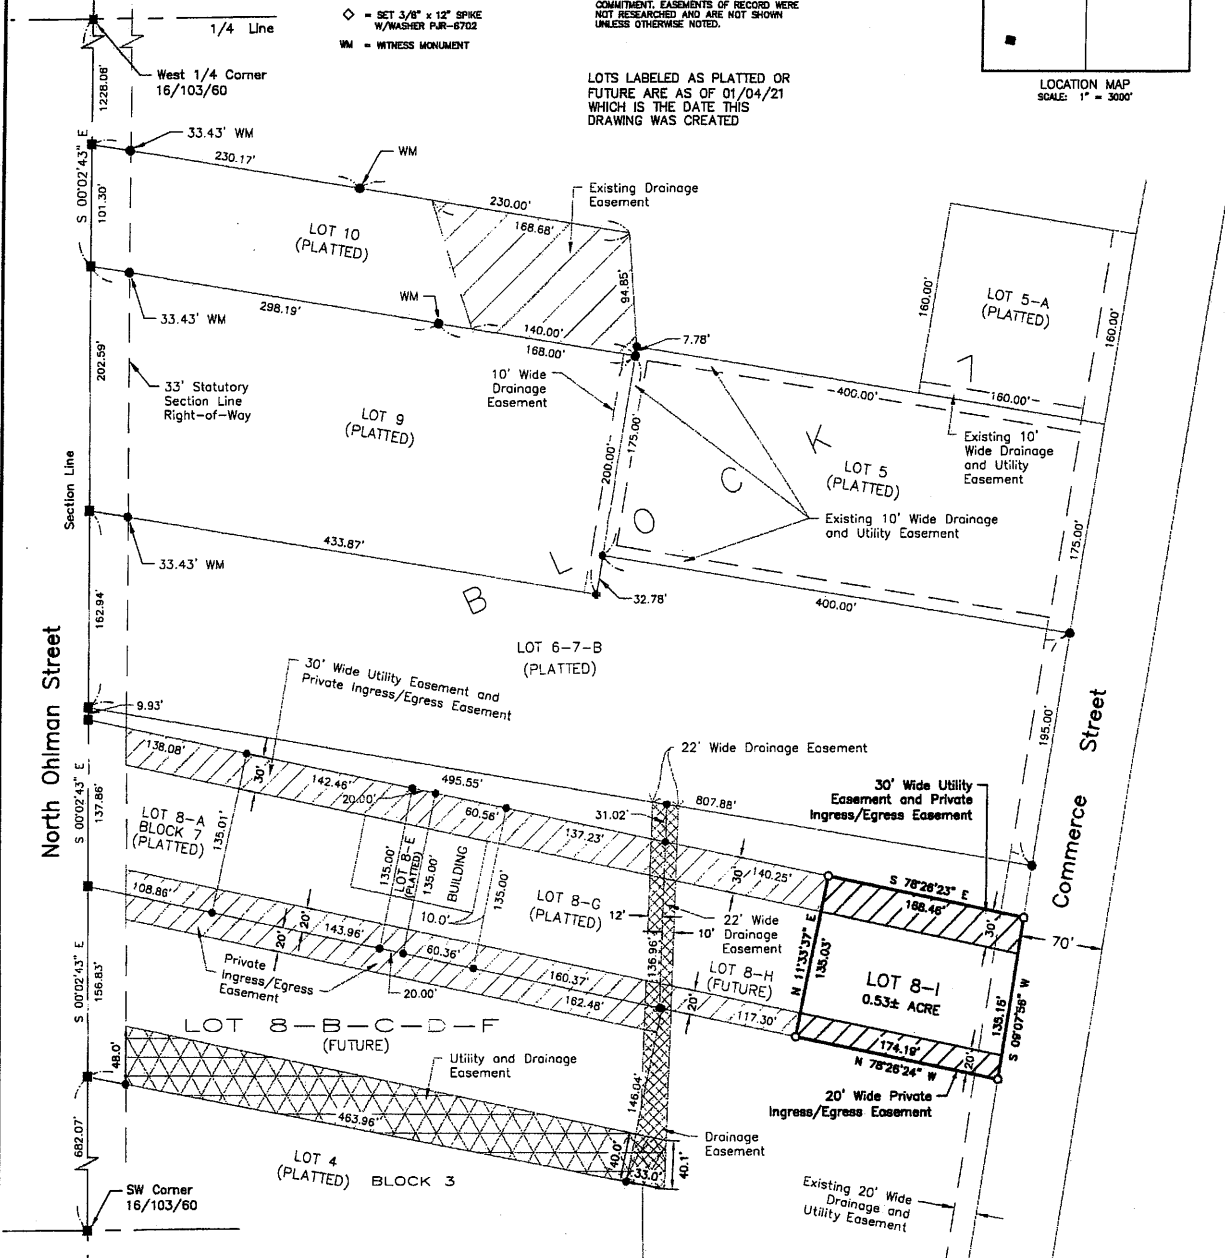 ◇ = SET 3/8" x 12" SPIKE
W/WASHER PJR-6702
WM = WITNESS MONUMENT
COMMITMENT. EASEMENTS OF RECORD WERE
NOT RESEARCHED AND ARE NOT SHOWN
UNLESS OTHERWISE NOTED.
LOTS LABELED AS PLATTED OR
FUTURE ARE AS OF 01/04/21
WHICH IS THE DATE THIS
DRAWING WAS CREATED
LOCATION MAP
SCALE: 1" = 3000'
1/4 Line
West 1/4 Corner
16/103/60
1228.06'
33.43' WM
230.17'
WM
S 00°02'43" E
101.30'
LOT 10
(PLATTED)
230.00'
168.68'
Existing Drainage
Easement
94.85'
33.43' WM
298.19'
WM
140.00'
168.00'
7.78'
160.00'
LOT 5-A
(PLATTED)
160.00'
160.00'
400.00'
202.59'
33' Statutory
Section Line
Right-of-Way
LOT 9
(PLATTED)
10' Wide
Drainage
Easement
200.00'
175.00'
Existing 10'
Wide Drainage
and Utility
Easement
LOT 5
(PLATTED)
Existing 10' Wide Drainage
and Utility Easement
175.00'
B L O C K 7
Section Line
33.43' WM
433.87'
32.78'
400.00'
162.94'
LOT 6-7-B
(PLATTED)
195.00'
North Ohlman Street
Commerce Street
30' Wide Utility Easement and
Private Ingress/Egress Easement
9.93'
138.08'
30'
142.46'
495.55'
20.00'
60.56'
22' Wide Drainage Easement
31.02'
807.88'
137.23'
30'
140.25'
30' Wide Utility
Easement and Private
Ingress/Egress Easement
S 00°02'43" E
137.86'
LOT 8-A
BLOCK 7
(PLATTED)
135.01'
135.00'
LOT 8-E
(PLATTED)
135.00'
BUILDING
135.00'
10.0'
LOT 8-G
(PLATTED)
12'
22' Wide
Drainage
Easement
10'
136.96'
S 78°26'23" E
168.46'
30'
70'
N 11°33'37" E
135.03'
LOT 8-I
0.53± ACRE
135.15'
S 09°07'56" W
LOT 8-H
(FUTURE)
108.86'
20'
20'
143.96'
60.36'
160.37'
162.48'
20'
117.30'
174.19'
20'
N 78°26'24" W
Private
Ingress/Egress
Easement
20.00'
S 00°02'43" E
156.83'
LOT 8-B-C-D-F
(FUTURE)
20' Wide Private
Ingress/Egress Easement
48.0'
Utility and Drainage
Easement
463.96'
146.04'
Drainage
Easement
40.0'
33.0'
40.1'
682.07'
LOT 4
(PLATTED) BLOCK 3
SW Corner
16/103/60
Existing 20' Wide
Drainage and
Utility Easement